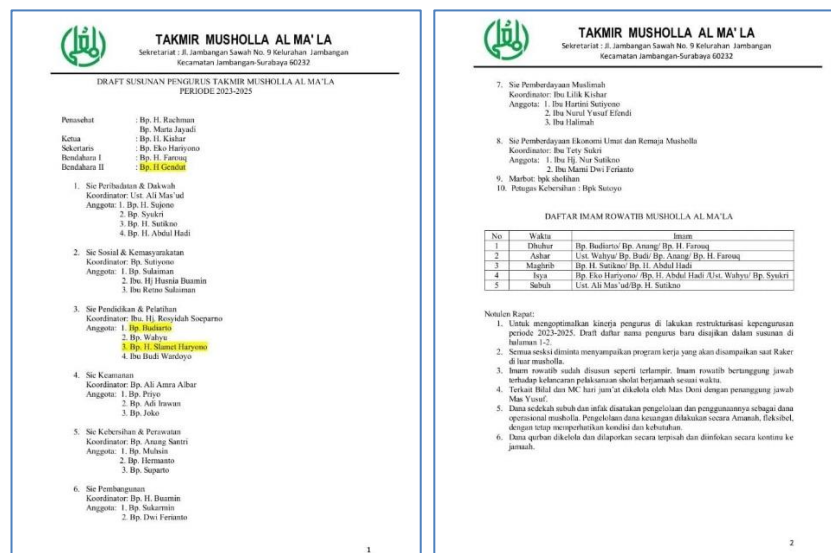 TAKMIR MUSHOLLA AL MA' LA
Sekretariat : Jl. Jambangan Sawah No. 9 Kelurahan Jambangan
Kecamatan Jambangan-Surabaya 60232
DRAFT SUSUNAN PENGURUS TAKMIR MUSHOLLA AL MA'LA
PERIODE 2023-2025
Penasehat : Bp. H. Rachman
Bp. Marta Jayadi
Ketua : Bp. H. Kishar
Sekertaris : Bp. Eko Hariyono
Bendahara I : Bp. H. Farouq
Bendahara II : Bp. H Gendut
1. Sie Peribadatan & Dakwah
Koordinator: Ust. Ali Mas'ud
Anggota: 1. Bp. H. Sujono
2. Bp. Syukri
3. Bp. H. Sutikno
4. Bp. H. Abdul Hadi
2. Sie Sosial & Kemasyarakatan
Koordinator: Bp. Sutiyono
Anggota: 1. Bp. Sulaiman
2. Ibu. Hj Husnia Buamin
3. Ibu Retno Sulaiman
3. Sie Pendidikan & Pelatihan
Koordinator: Ibu. Hj. Rosyidah Soeparno
Anggota: 1. Bp. Budiarto
2. Bp. Wahyu
3. Bp. H. Slamet Haryono
4. Ibu Budi Wardoyo
4. Sie Keamanan
Koordinator: Bp. Ali Amra Albar
Anggota: 1. Bp. Priyo
2. Bp. Adi Irawan
3. Bp. Joko
5. Sie Kebersihan & Perawatan
Koordinator: Bp. Anang Santri
Anggota: 1. Bp. Muhsin
2. Bp. Hermanto
3. Bp. Suparto
6. Sie Pembangunan
Koordinator: Bp. H. Buamin
Anggota: 1. Bp. Sukarmin
2. Bp. Dwi Ferianto
1
TAKMIR MUSHOLLA AL MA' LA
Sekretariat : Jl. Jambangan Sawah No. 9 Kelurahan Jambangan
Kecamatan Jambangan-Surabaya 60232
7. Sie Pemberdayaan Muslimah
Koordinator: Ibu Lilik Kishar
Anggota: 1. Ibu Hartini Sutiyono
2. Ibu Nurul Yusuf Efendi
3. Ibu Halimah
8. Sie Pemberdayaan Ekonomi Umat dan Remaja Musholla
Koordinator: Ibu Tety Sukri
Anggota: 1. Ibu Hj. Nur Sutikno
2. Ibu Marni Dwi Ferianto
9. Marbot: bpk sholihan
10. Petugas Kebersihan : Bpk Sutoyo
DAFTAR IMAM ROWATIB MUSHOLLA AL MA'LA
No Waktu Imam
1 Dhuhur Bp. Budiarto/ Bp. Anang/ Bp. H. Farouq
2 Ashar Ust. Wahyu/ Bp. Budi/ Bp. Anang/ Bp. H. Farouq
3 Maghrib Bp. H. Sutikno/ Bp. H. Abdul Hadi
4 Isya Bp. Eko Hariyono/ /Bp. H. Abdul Hadi /Ust. Wahyu/ Bp. Syukri
5 Subuh Ust. Ali Mas'ud/Bp. H. Sutikno
Notulen Rapat:
1. Untuk mengoptimalkan kinerja pengurus di lakukan restrukturisasi kepengurusan
periode 2023-2025. Draft daftar nama pengurus baru disajikan dalam susunan di
halaman 1-2.
2. Semua sesksi diminta menyampaikan program kerja yang akan disampaikan saat Raker
di luar musholla.
3. Imam rowatib sudah disusun seperti terlampir. Imam rowatib bertanggung jawab
terhadap kelancaran pelaksanaan sholat berjamaah sesuai waktu.
4. Terkait Bilal dan MC hari jum'at dikelola oleh Mas Doni dengan penanggung jawab
Mas Yusuf.
5. Dana sedekah subuh dan infak disatukan pengelolaan dan penggunaannya sebagai dana
operasional musholla. Pengelolaan dana keuangan dilakukan secara Amanah, fleksibel,
dengan tetap memperhatikan kondisi dan kebutuhan.
6. Dana qurban dikelola dan dilaporkan secara terpisah dan diinfokan secara kontinu ke
jamaah.
2